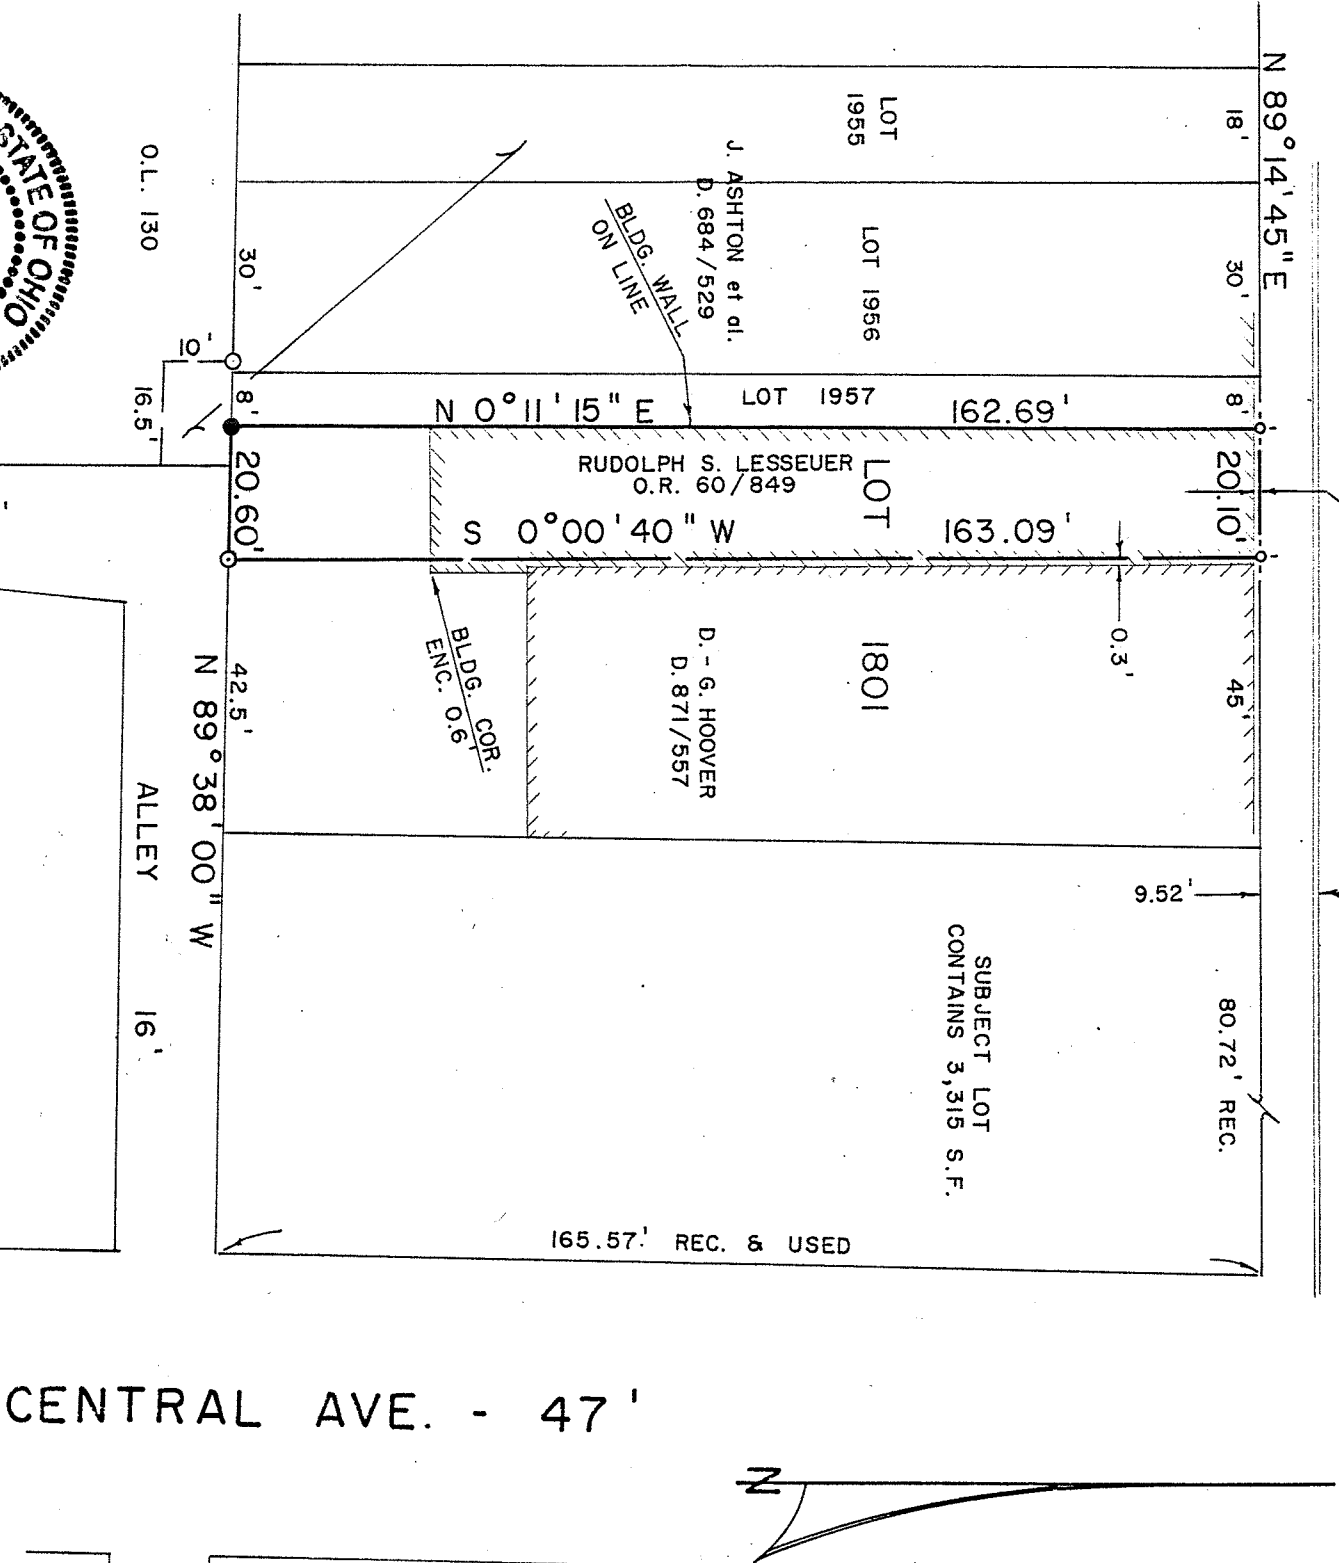 N 89°14'45" E
18'
LOT
1955
STATE OF OHIO
O.L. 130
30'
J. ASHTON et al.
D. 684/529
BLDG. WALL
ON LINE
LOT 1956
30'
10'
16.5'
8'
N 0°11'15" E
LOT 1957
162.69'
8'
20.60'
RUDOLPH S. LESSEUER
O.R. 60/849
LOT
1801
20.10'
S 0°00'40" W
163.09'
0.3'
BLDG. COR.
ENC. 0.6'
D.-G. HOOVER
D. 871/557
45'
42.5'
N 89°38'00" W
ALLEY 16'
9.52'
SUBJECT LOT
CONTAINS 3,315 S.F.
80.72' REC.
165.57' REC. & USED
CENTRAL AVE. - 47'
N